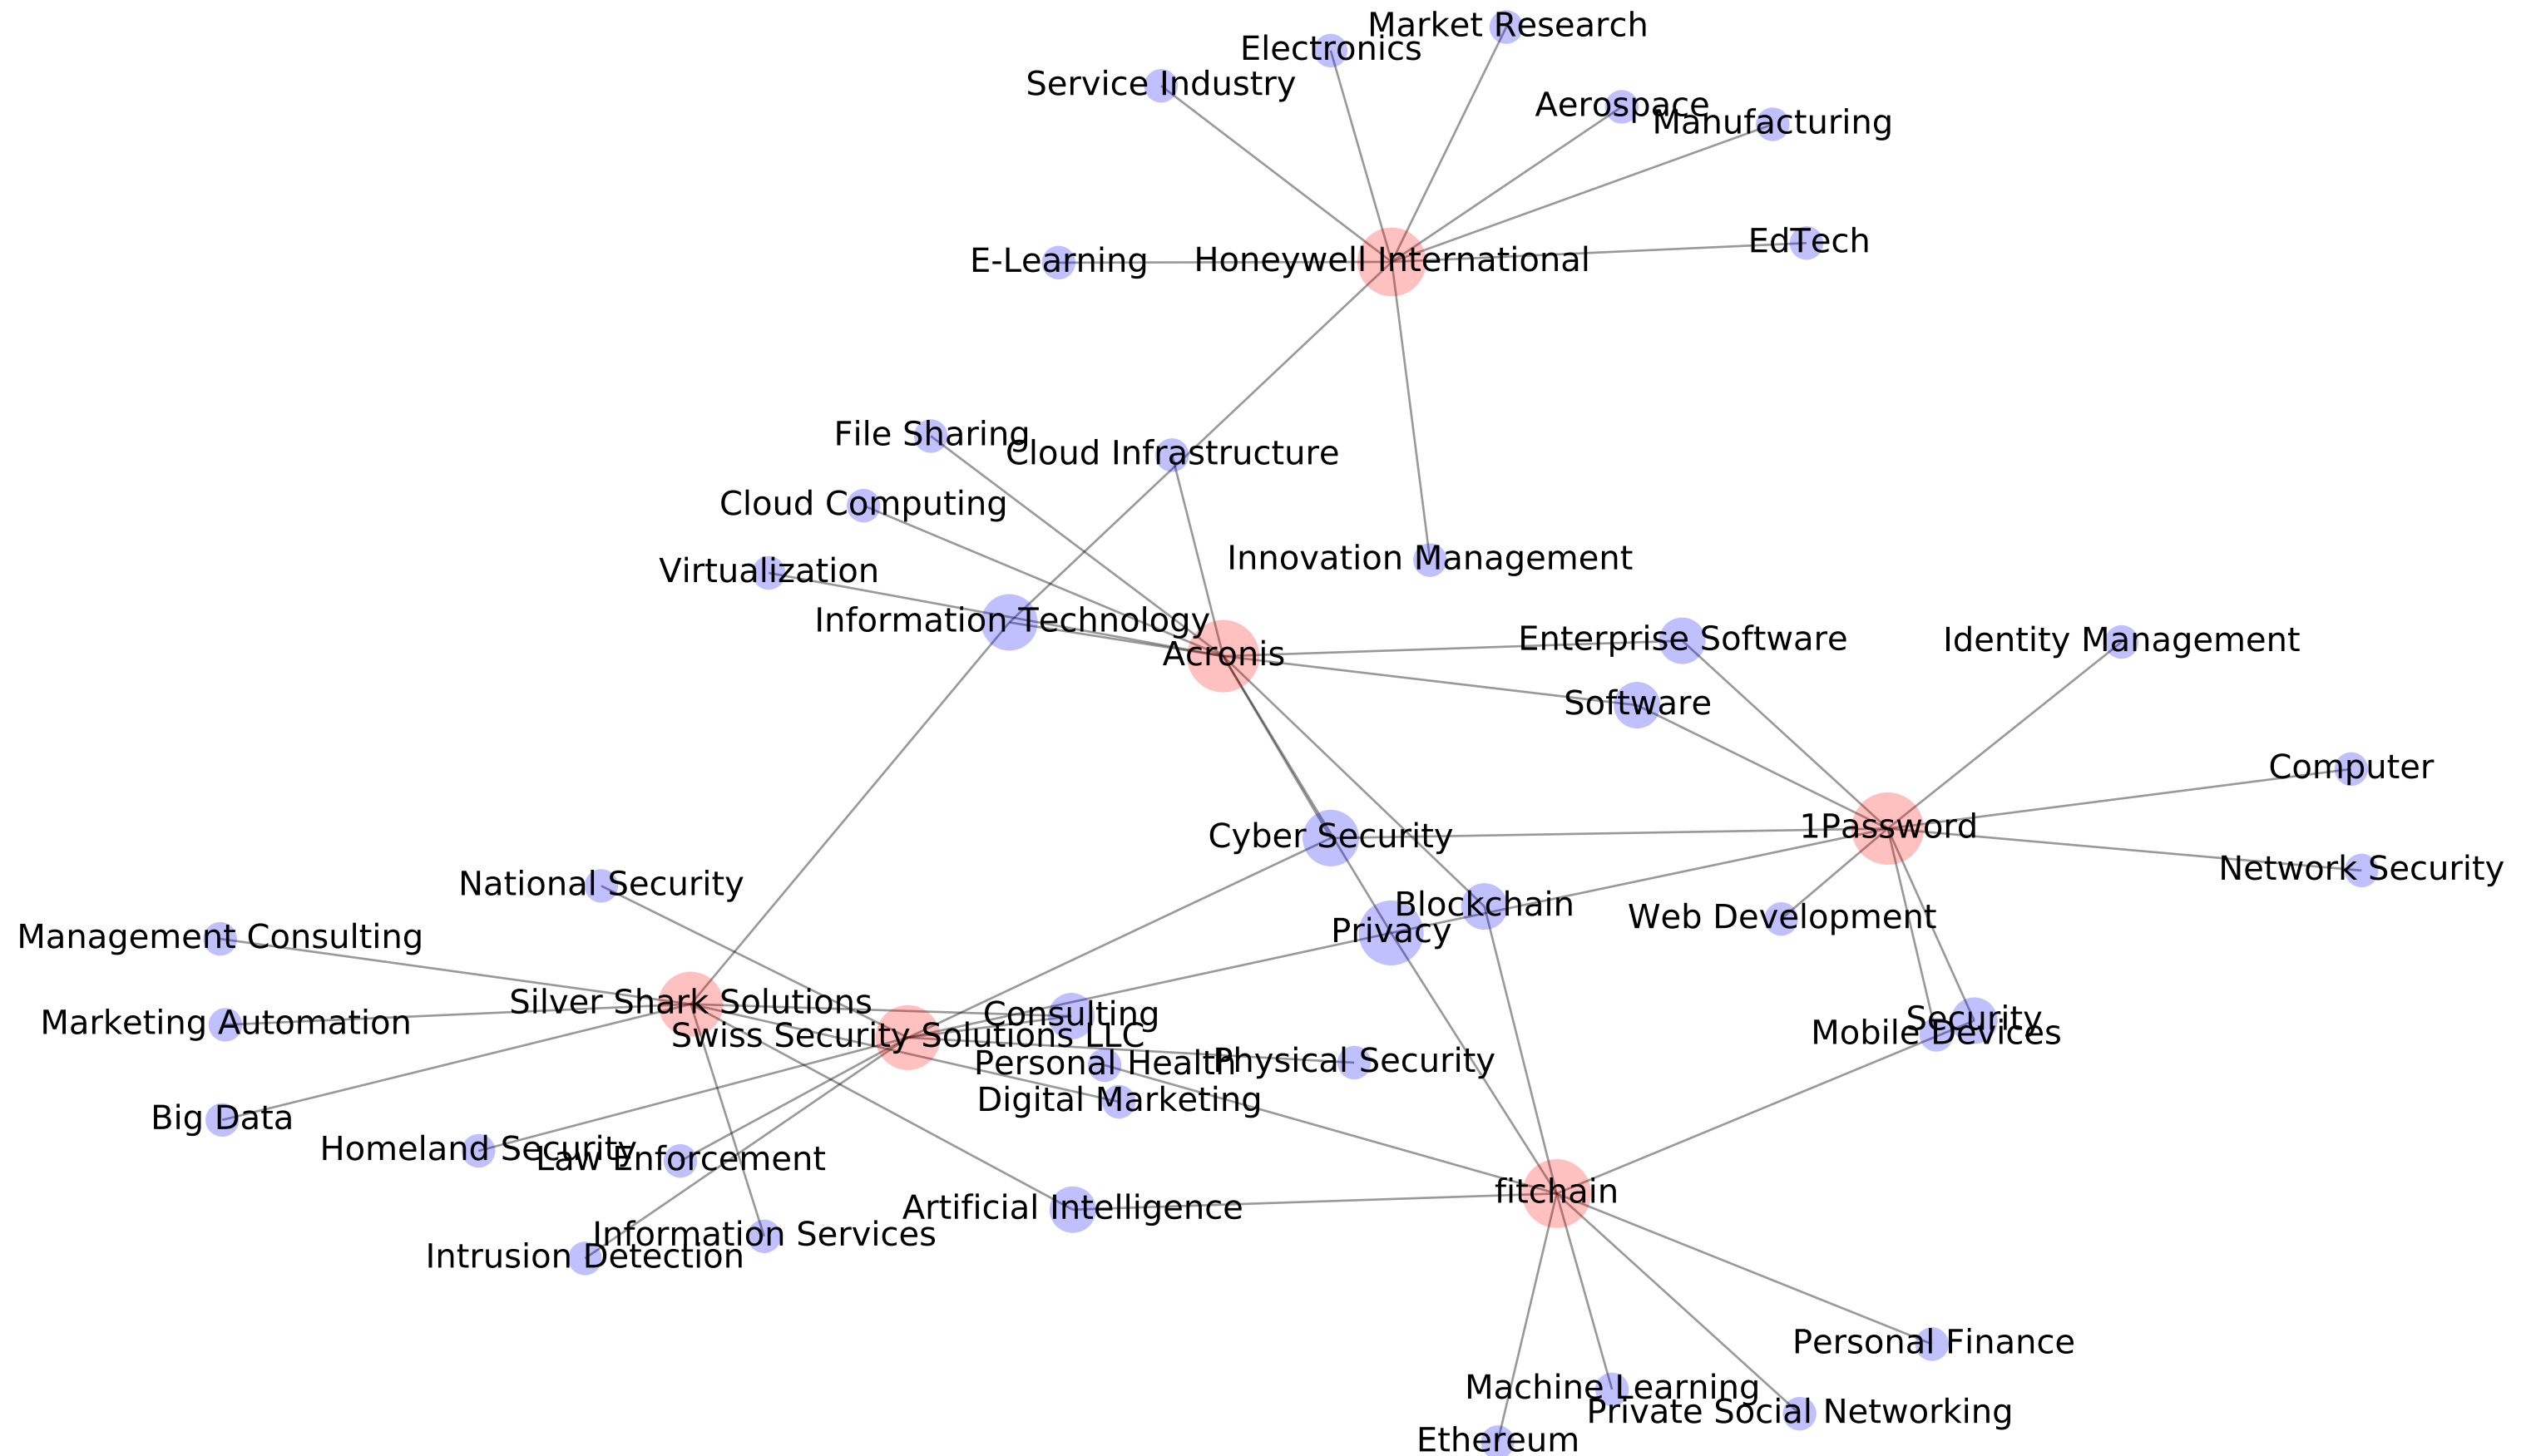 Market Research
Electronics
Service Industry
Aerospace
Manufacturing
EdTech
Honeywell International
E-Learning
File Sharing
Cloud Infrastructure
Cloud Computing
Innovation Management
Virtualization
Information Technology
Enterprise Software
Identity Management
Acronis
Software
Computer
1Password
Cyber Security
Network Security
National Security
Blockchain
Web Development
Privacy
Management Consulting
Silver Shark Solutions
Consulting
Security
Marketing Automation
Mobile Devices
Swiss Security Solutions LLC
Physical Security
Personal Health
Digital Marketing
Big Data
Homeland Security
Law Enforcement
fitchain
Artificial Intelligence
Information Services
Intrusion Detection
Personal Finance
Machine Learning
Private Social Networking
Ethereum